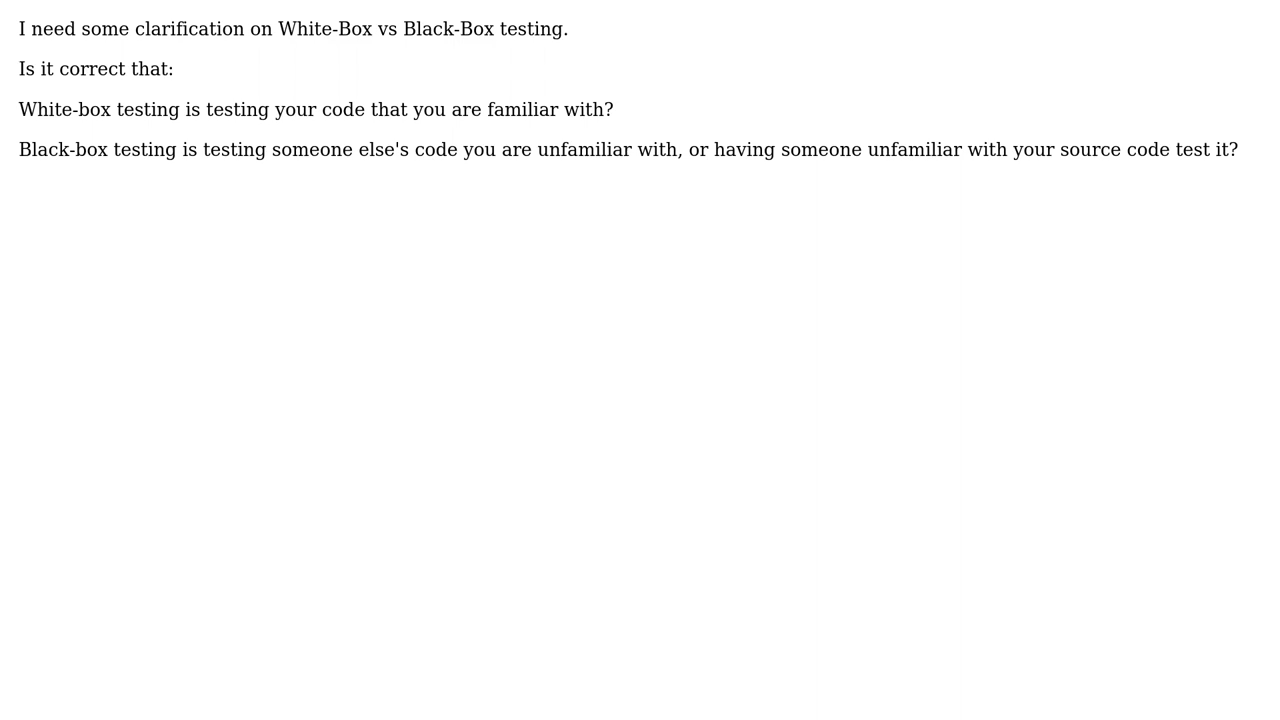 I need some clarification on White-Box vs Black-Box testing.
Is it correct that:
White-box testing is testing your code that you are familiar with?
Black-box testing is testing someone else's code you are unfamiliar with, or having someone unfamiliar with your source code test it?